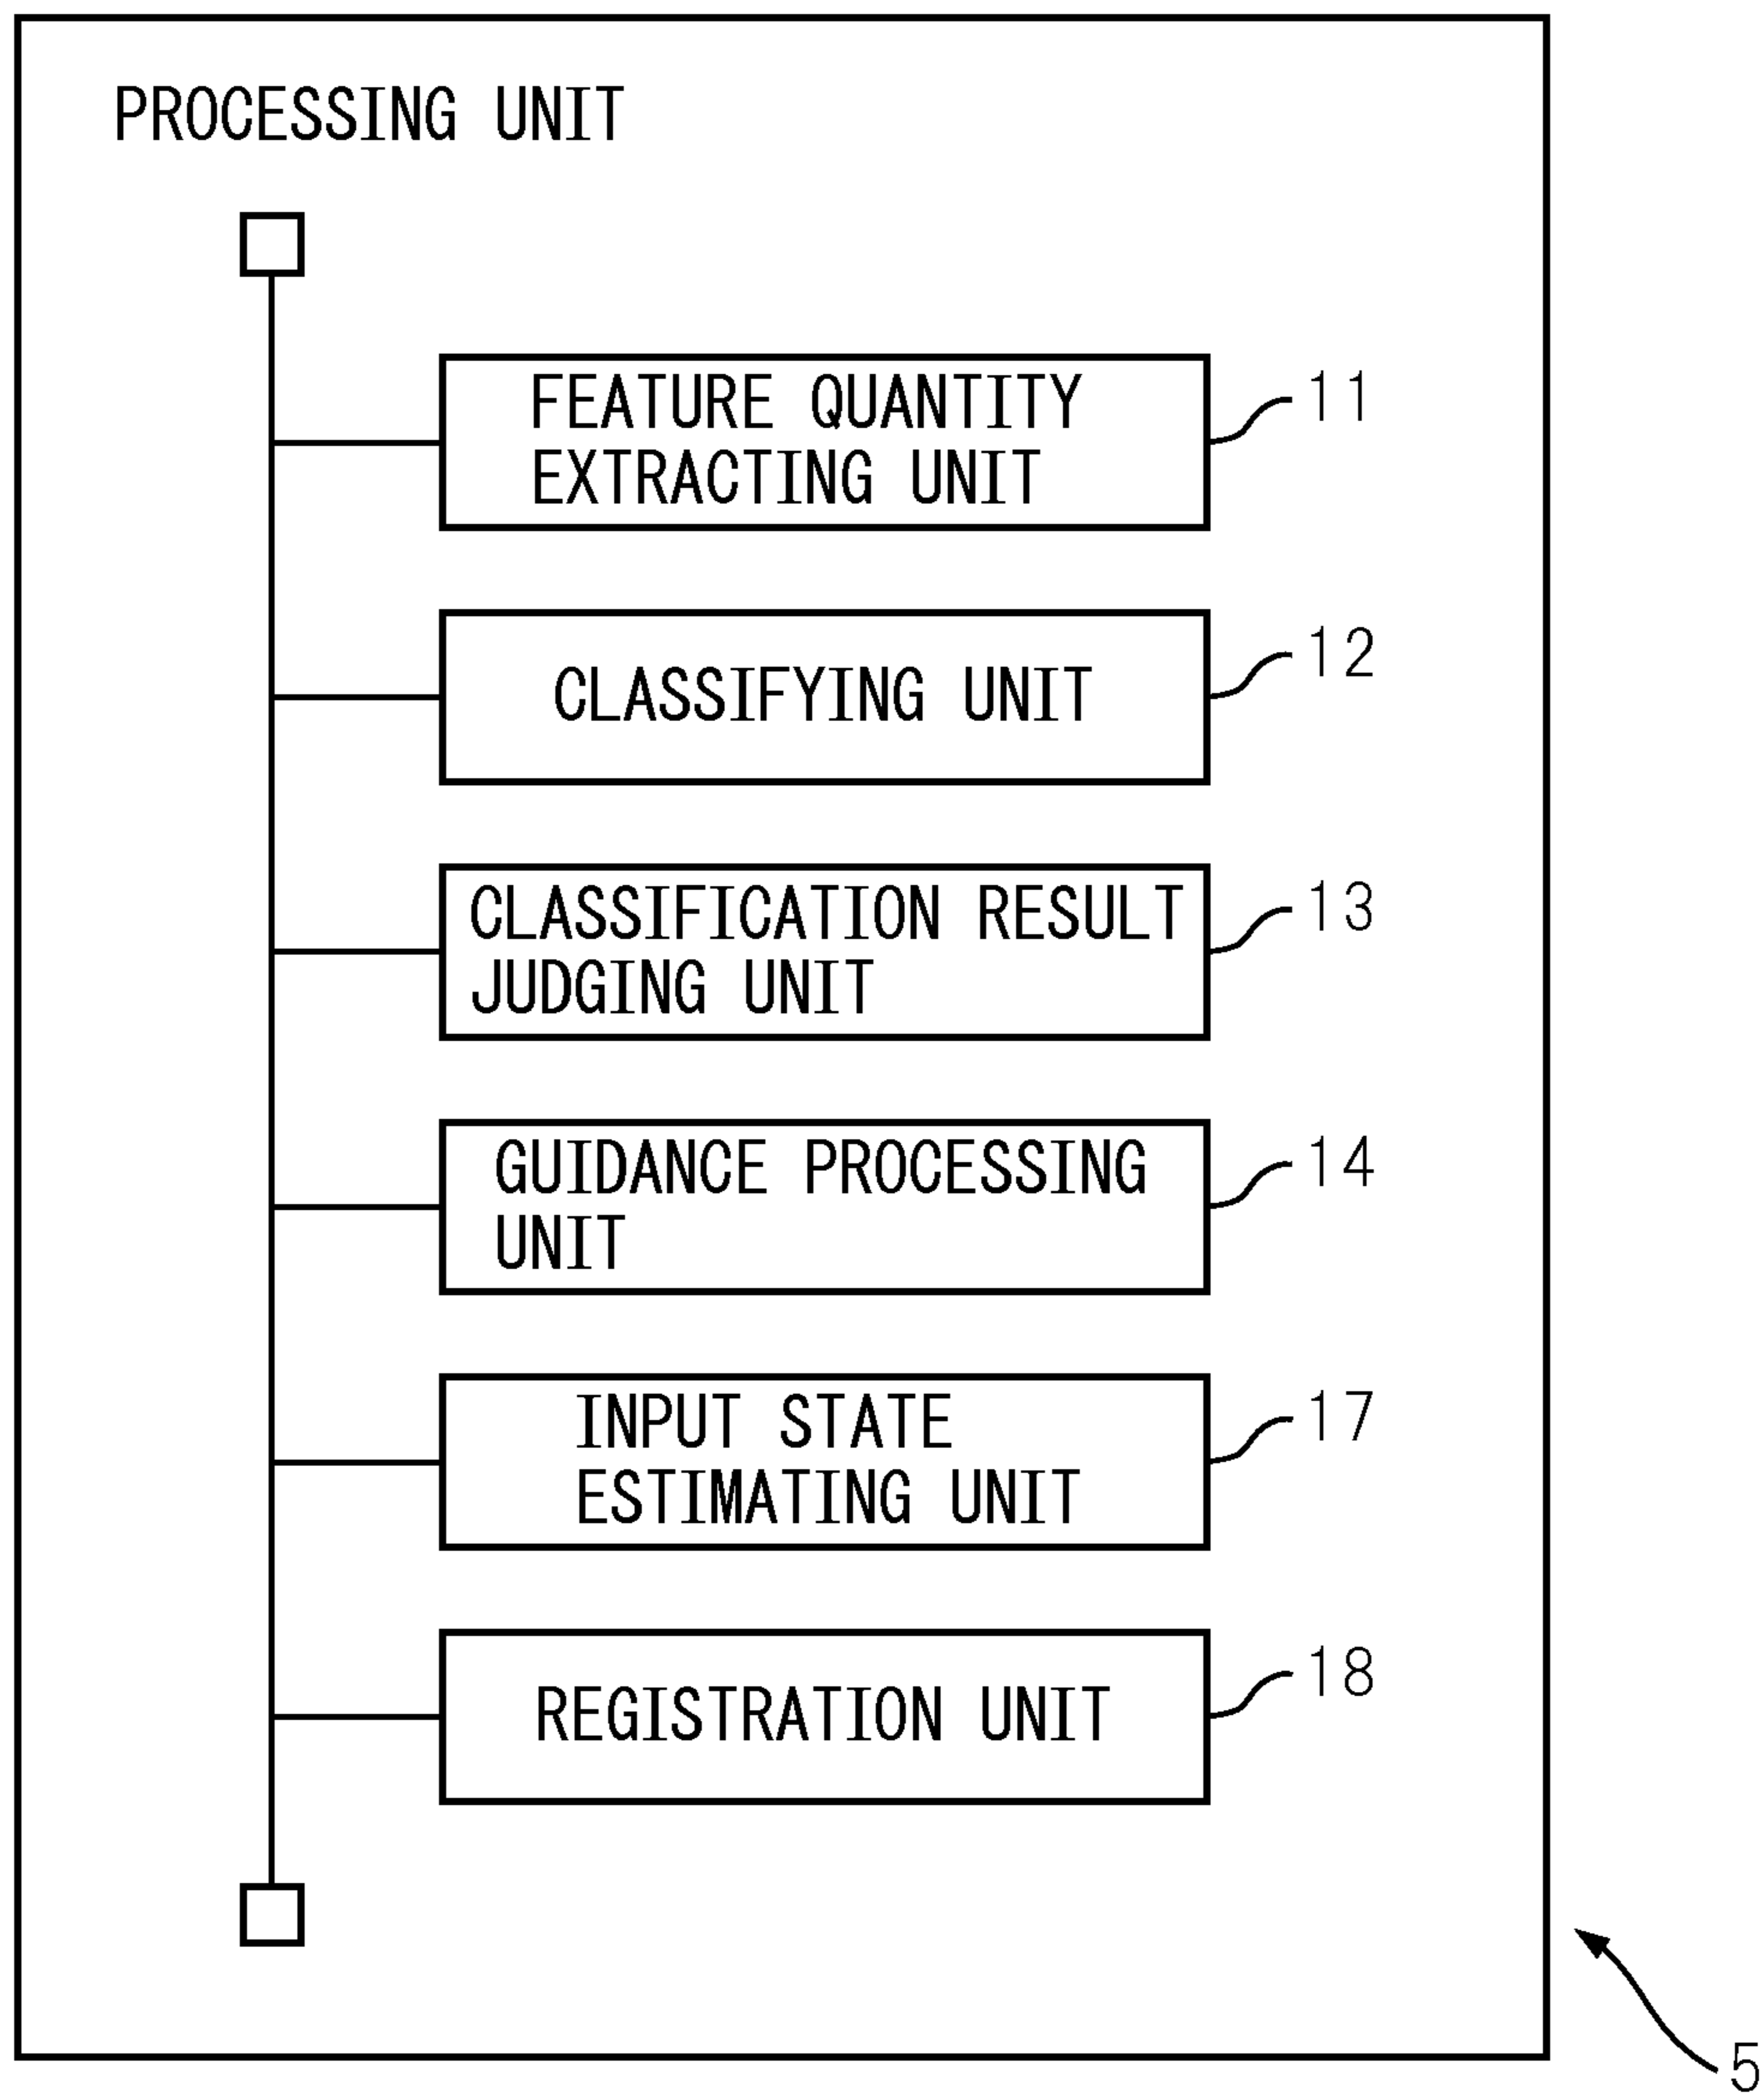 PROCESSING UNIT
FEATURE QUANTITY
EXTRACTING UNIT
11
CLASSIFYING UNIT
12
CLASSIFICATION RESULT
JUDGING UNIT
13
GUIDANCE PROCESSING
UNIT
14
INPUT STATE
ESTIMATING UNIT
17
REGISTRATION UNIT
18
5